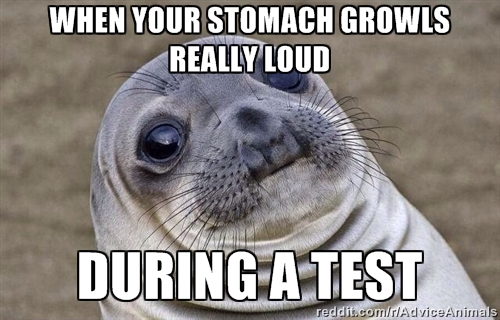 WHEN YOUR STOMACH GROWLS
REALLY LOUD
DURING A TEST
reddit.com/r/AdviceAnimals